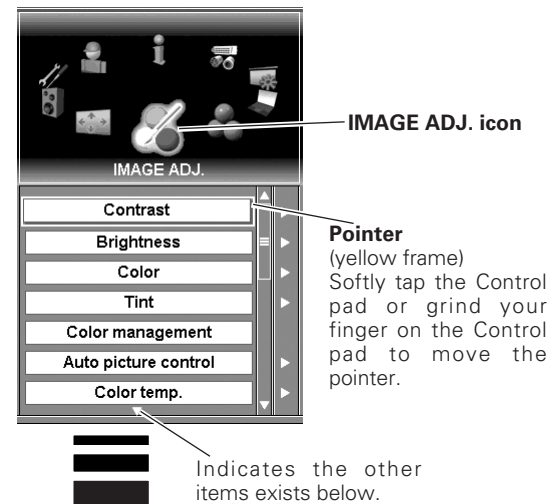 IMAGE ADJ. icon
IMAGE ADJ.
Contrast
Brightness
Color
Tint
Color management
Auto picture control
Color temp.
Pointer
(yellow frame)
Softly tap the Control
pad or grind your
finger on the Control
pad to move the
pointer.
Indicates the other
items exists below.